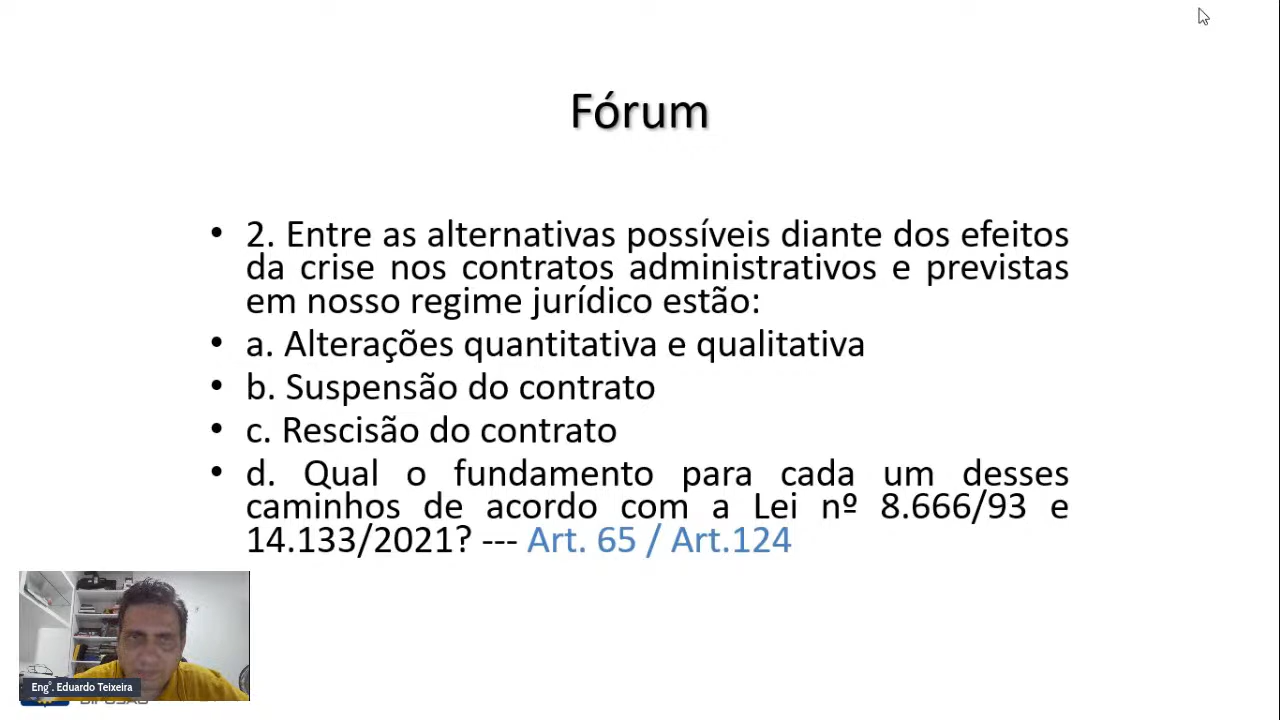 Fórum
• 2. Entre as alternativas possíveis diante dos efeitos
da crise nos contratos administrativos e previstas
em nosso regime jurídico estão:
• a. Alterações quantitativa e qualitativa
• b. Suspensão do contrato
• c. Rescisão do contrato
• d. Qual o fundamento para cada um desses
caminhos de acordo com a Lei nº 8.666/93 e
14.133/2021? --- Art. 65 / Art.124
Eng°. Eduardo Teixeira